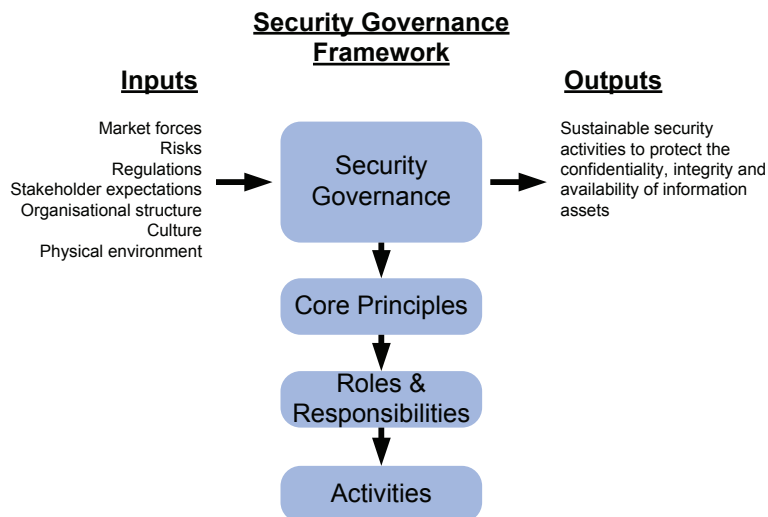 Security Governance
Framework
Inputs
Market forces
Risks
Regulations
Stakeholder expectations
Organisational structure
Culture
Physical environment
Security
Governance
Outputs
Sustainable security
activities to protect the
confidentiality, integrity and
availability of information
assets
Core Principles
Roles &
Responsibilities
Activities